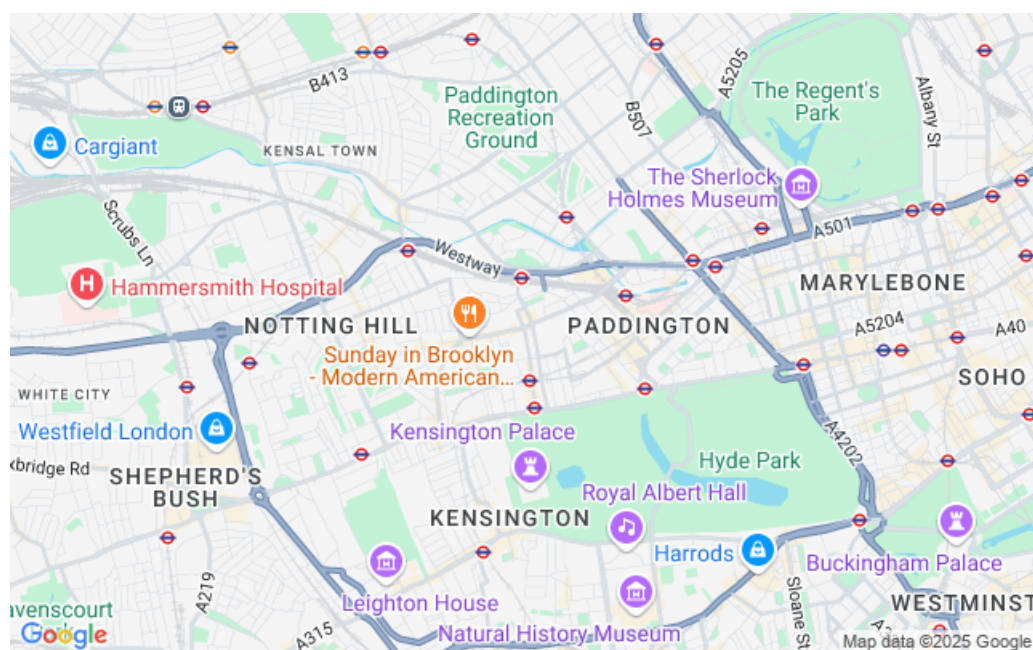 B413
A5205
Albany St
The Regent's
Park
Paddington
Recreation
Ground
B507
Cargiant
KENSAL TOWN
The Sherlock
Holmes Museum
Scrubs Ln
A501
Westway
Hammersmith Hospital
MARYLEBONE
NOTTING HILL
PADDINGTON
A5204
A40
Sunday in Brooklyn
- Modern American...
SOHO
WHITE CITY
Westfield London
Kensington Palace
A4202
Hyde Park
xbridge Rd
SHEPHERD'S
BUSH
Royal Albert Hall
KENSINGTON
Harrods
Buckingham Palace
A219
Leighton House
Sloane St
WESTMINST
avenscourt
Google
A315
Natural History Museum
Map data ©2025 Google